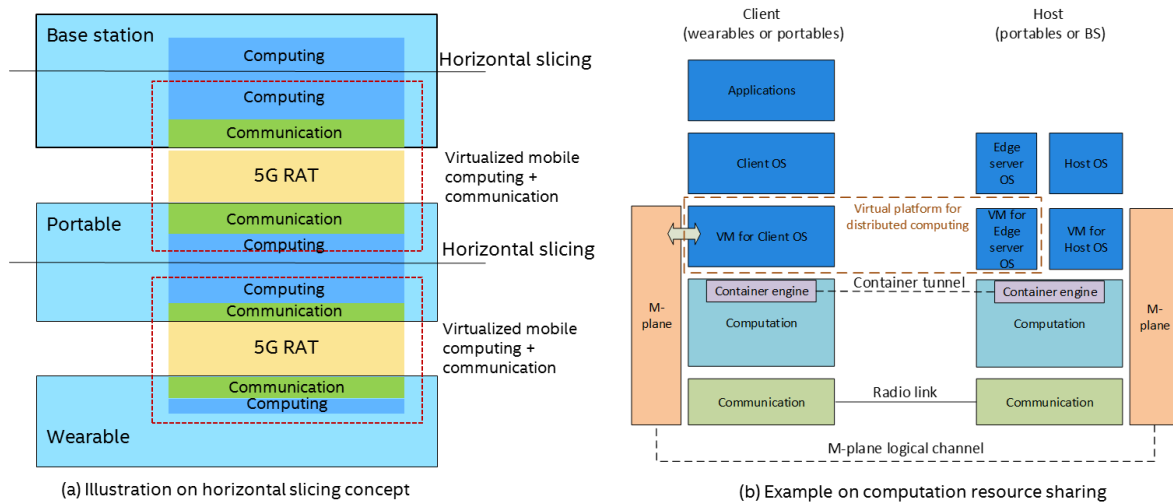 Base station
Computing
Horizontal slicing
Computing
Communication
5G RAT
Virtualized mobile
computing +
communication
Communication
Portable
Computing
Horizontal slicing
Computing
Communication
5G RAT
Virtualized mobile
computing +
communication
Communication
Computing
Wearable
(a) Illustration on horizontal slicing concept
Client
(wearables or portables)
Host
(portables or BS)
Applications
Client OS
Edge
server
OS
Host OS
Virtual platform for
distributed computing
VM for Client OS
VM for
Edge
server
OS
VM for
Host OS
Container tunnel
Container engine
Container engine
M-
plane
Computation
Computation
M-
plane
Communication
Radio link
Communication
M-plane logical channel
(b) Example on computation resource sharing